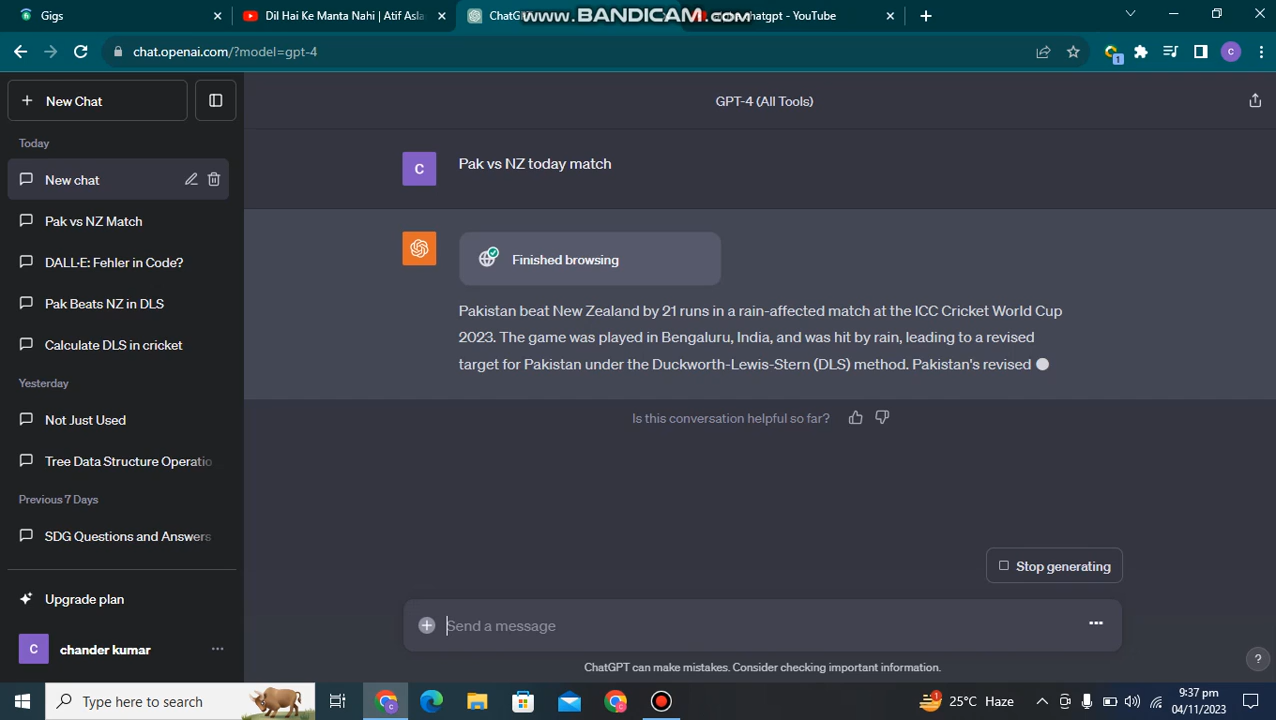 Gigs
Dil Hai Ke Manta Nahi | Atif Asla
ChatG
www.BANDICAM.com
chatgpt - YouTube
chat.openai.com/?model=gpt-4
1
C
New Chat
GPT-4 (All Tools)
Today
New chat
Pak vs NZ Match
DALL·E: Fehler in Code?
Pak Beats NZ in DLS
Calculate DLS in cricket
Yesterday
Not Just Used
Tree Data Structure Operatio
Previous 7 Days
SDG Questions and Answers
Upgrade plan
C
chander kumar
C
Pak vs NZ today match
Finished browsing
Pakistan beat New Zealand by 21 runs in a rain-affected match at the ICC Cricket World Cup
2023. The game was played in Bengaluru, India, and was hit by rain, leading to a revised
target for Pakistan under the Duckworth-Lewis-Stern (DLS) method. Pakistan's revised
Is this conversation helpful so far?
Stop generating
Send a message
ChatGPT can make mistakes. Consider checking important information.
?
Type here to search
1
25°C Haze
9:37 pm
04/11/2023